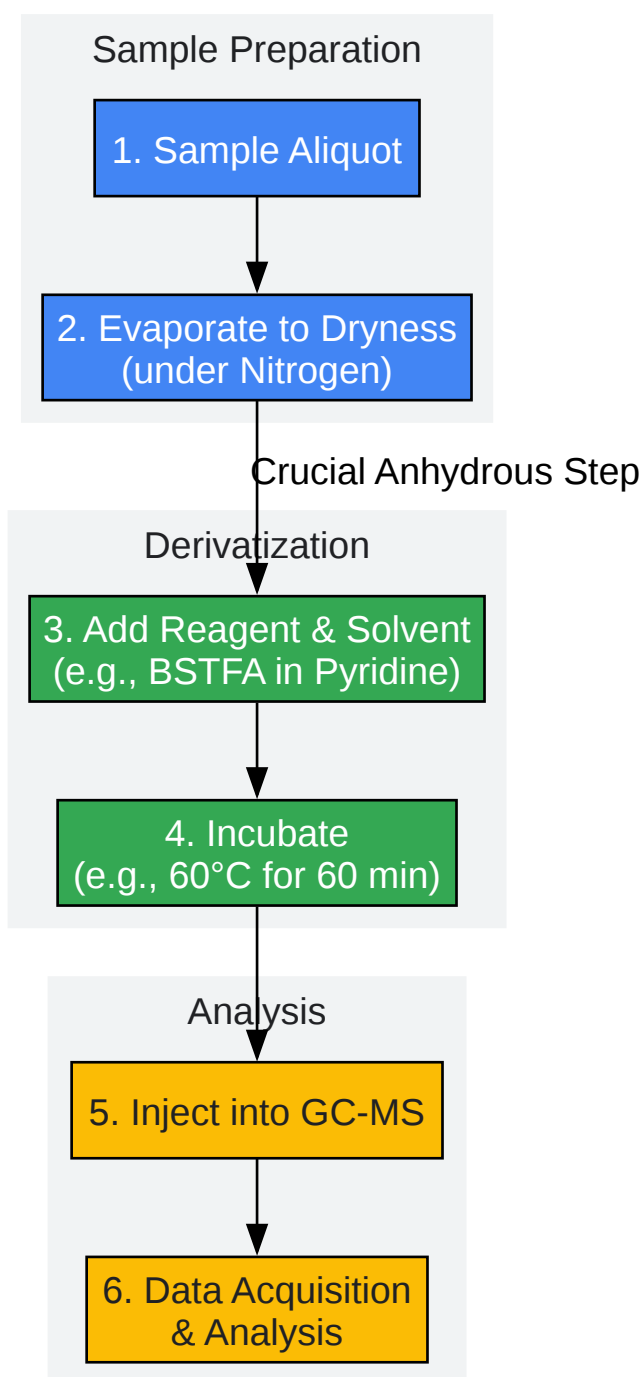 Sample Preparation
1. Sample Aliquot
2. Evaporate to Dryness
(under Nitrogen)
Crucial Anhydrous Step
Derivatization
3. Add Reagent & Solvent
(e.g., BSTFA in Pyridine)
4. Incubate
(e.g., 60°C for 60 min)
Analysis
5. Inject into GC-MS
6. Data Acquisition
& Analysis